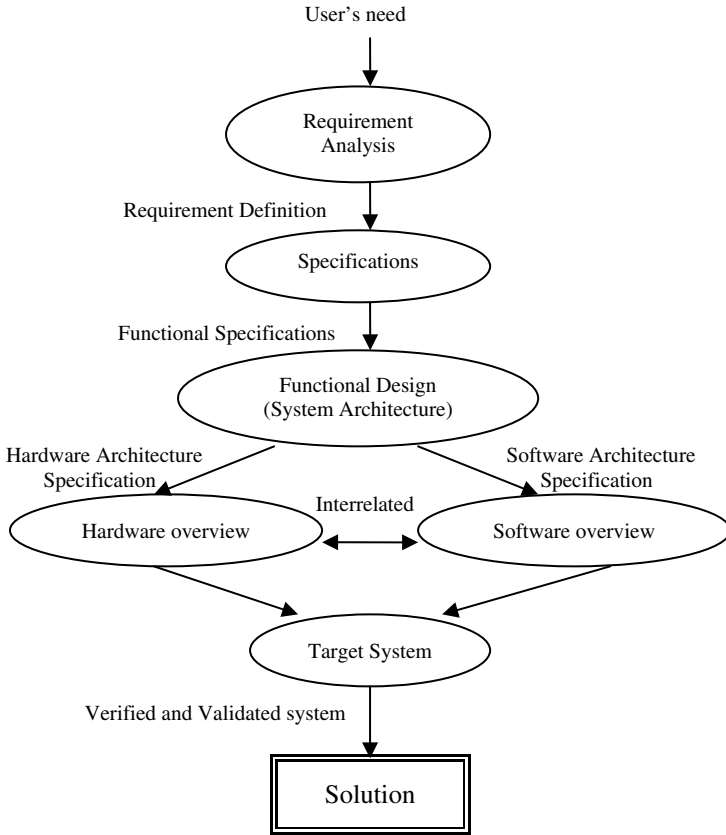 User's need
Requirement
Analysis
Requirement Definition
Specifications
Functional Specifications
Functional Design
(System Architecture)
Hardware Architecture
Specification
Software Architecture
Specification
Interrelated
Hardware overview
Software overview
Target System
Verified and Validated system
Solution